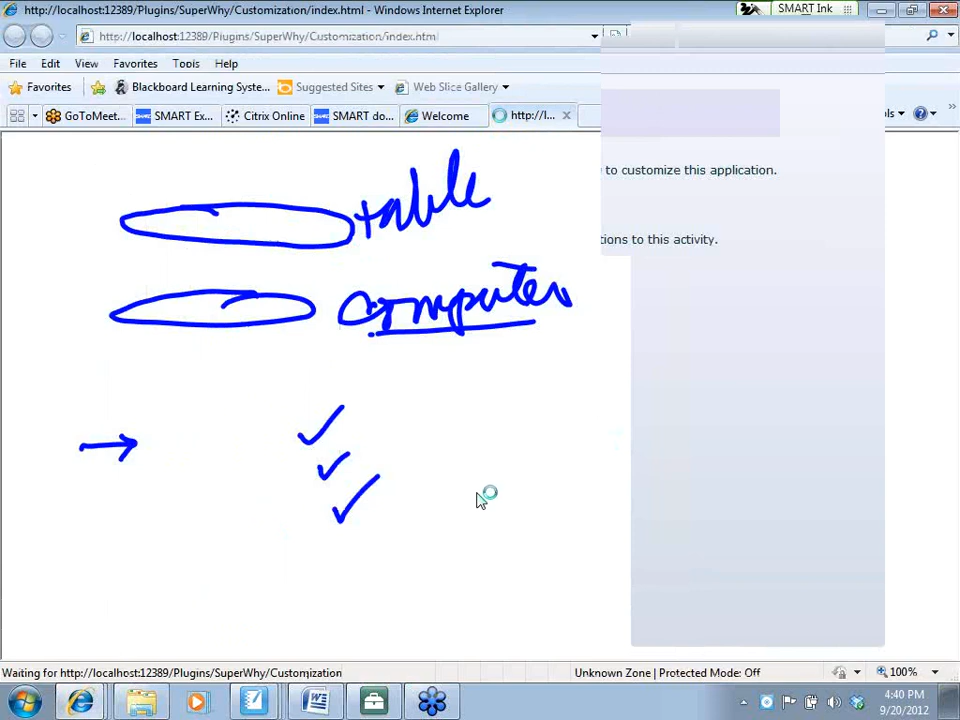 http://localhost:12389/Plugins/SuperWhy/Customization/index.html - Windows Internet Explorer
SMART Ink
http://localhost:12389/Plugins/SuperWhy/Customization/index.html
File Edit View Favorites Tools Help
Favorites Blackboard Learning Syste... Suggested Sites Web Slice Gallery
GoToMeet... SMART Ex... Citrix Online SMART do... Welcome http://l... ls
to customize this application.
table
tions to this activity.
computer
Waiting for http://localhost:12389/Plugins/SuperWhy/Customization Unknown Zone | Protected Mode: Off 100%
4:40 PM
9/20/2012